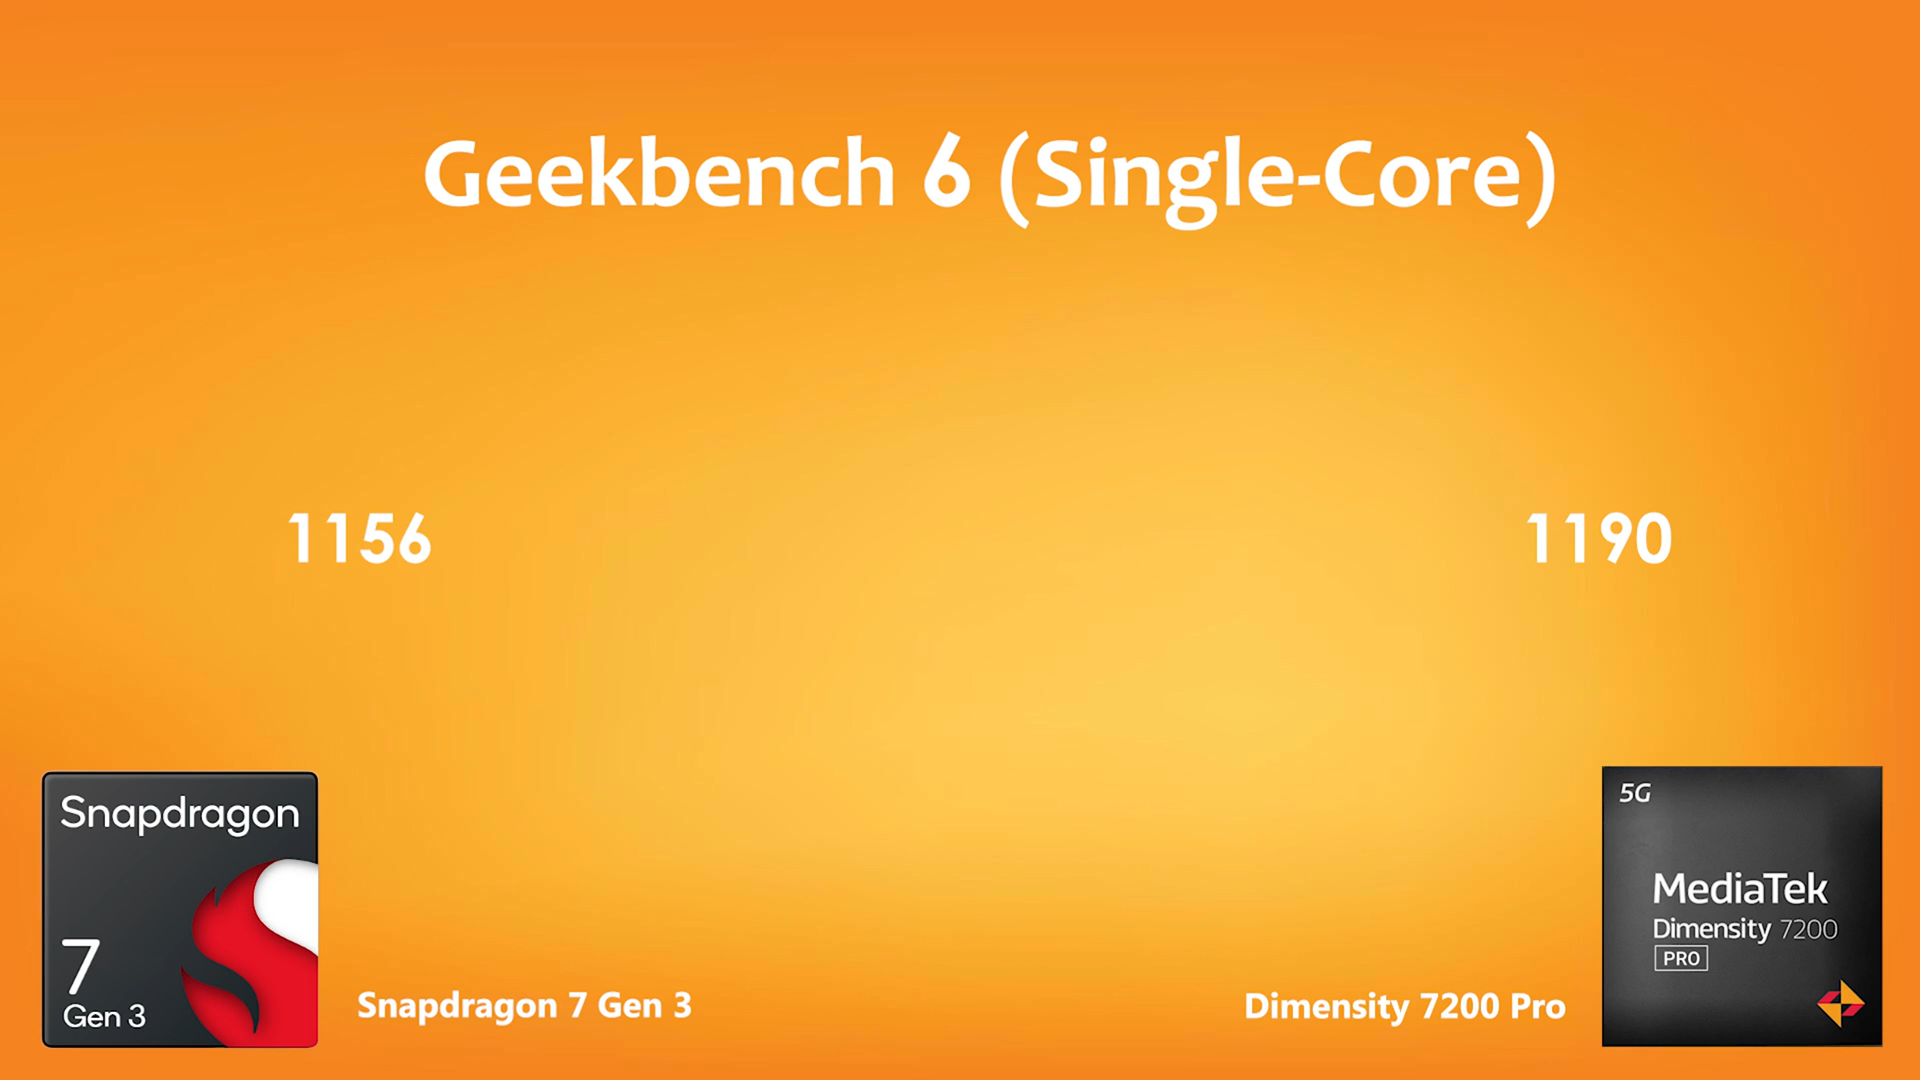 Geekbench 6 (Single-Core)
1156
1190
Snapdragon
7
Gen 3
Snapdragon 7 Gen 3
Dimensity 7200 Pro
5G
MediaTek
Dimensity 7200
PRO